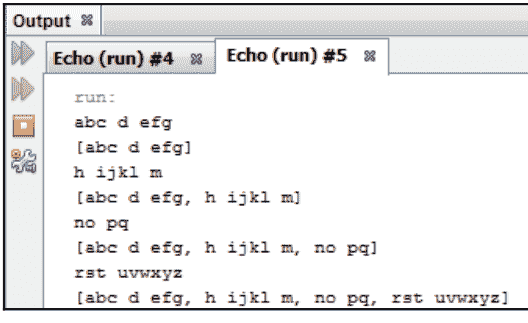 Output
Echo (run) #4 Echo (run) #5
run:
abc d efg
[abc d efg]
h ijkl m
[abc d efg, h ijkl m]
no pq
[abc d efg, h ijkl m, no pq]
rst uvwxyz
[abc d efg, h ijkl m, no pq, rst uvwxyz]